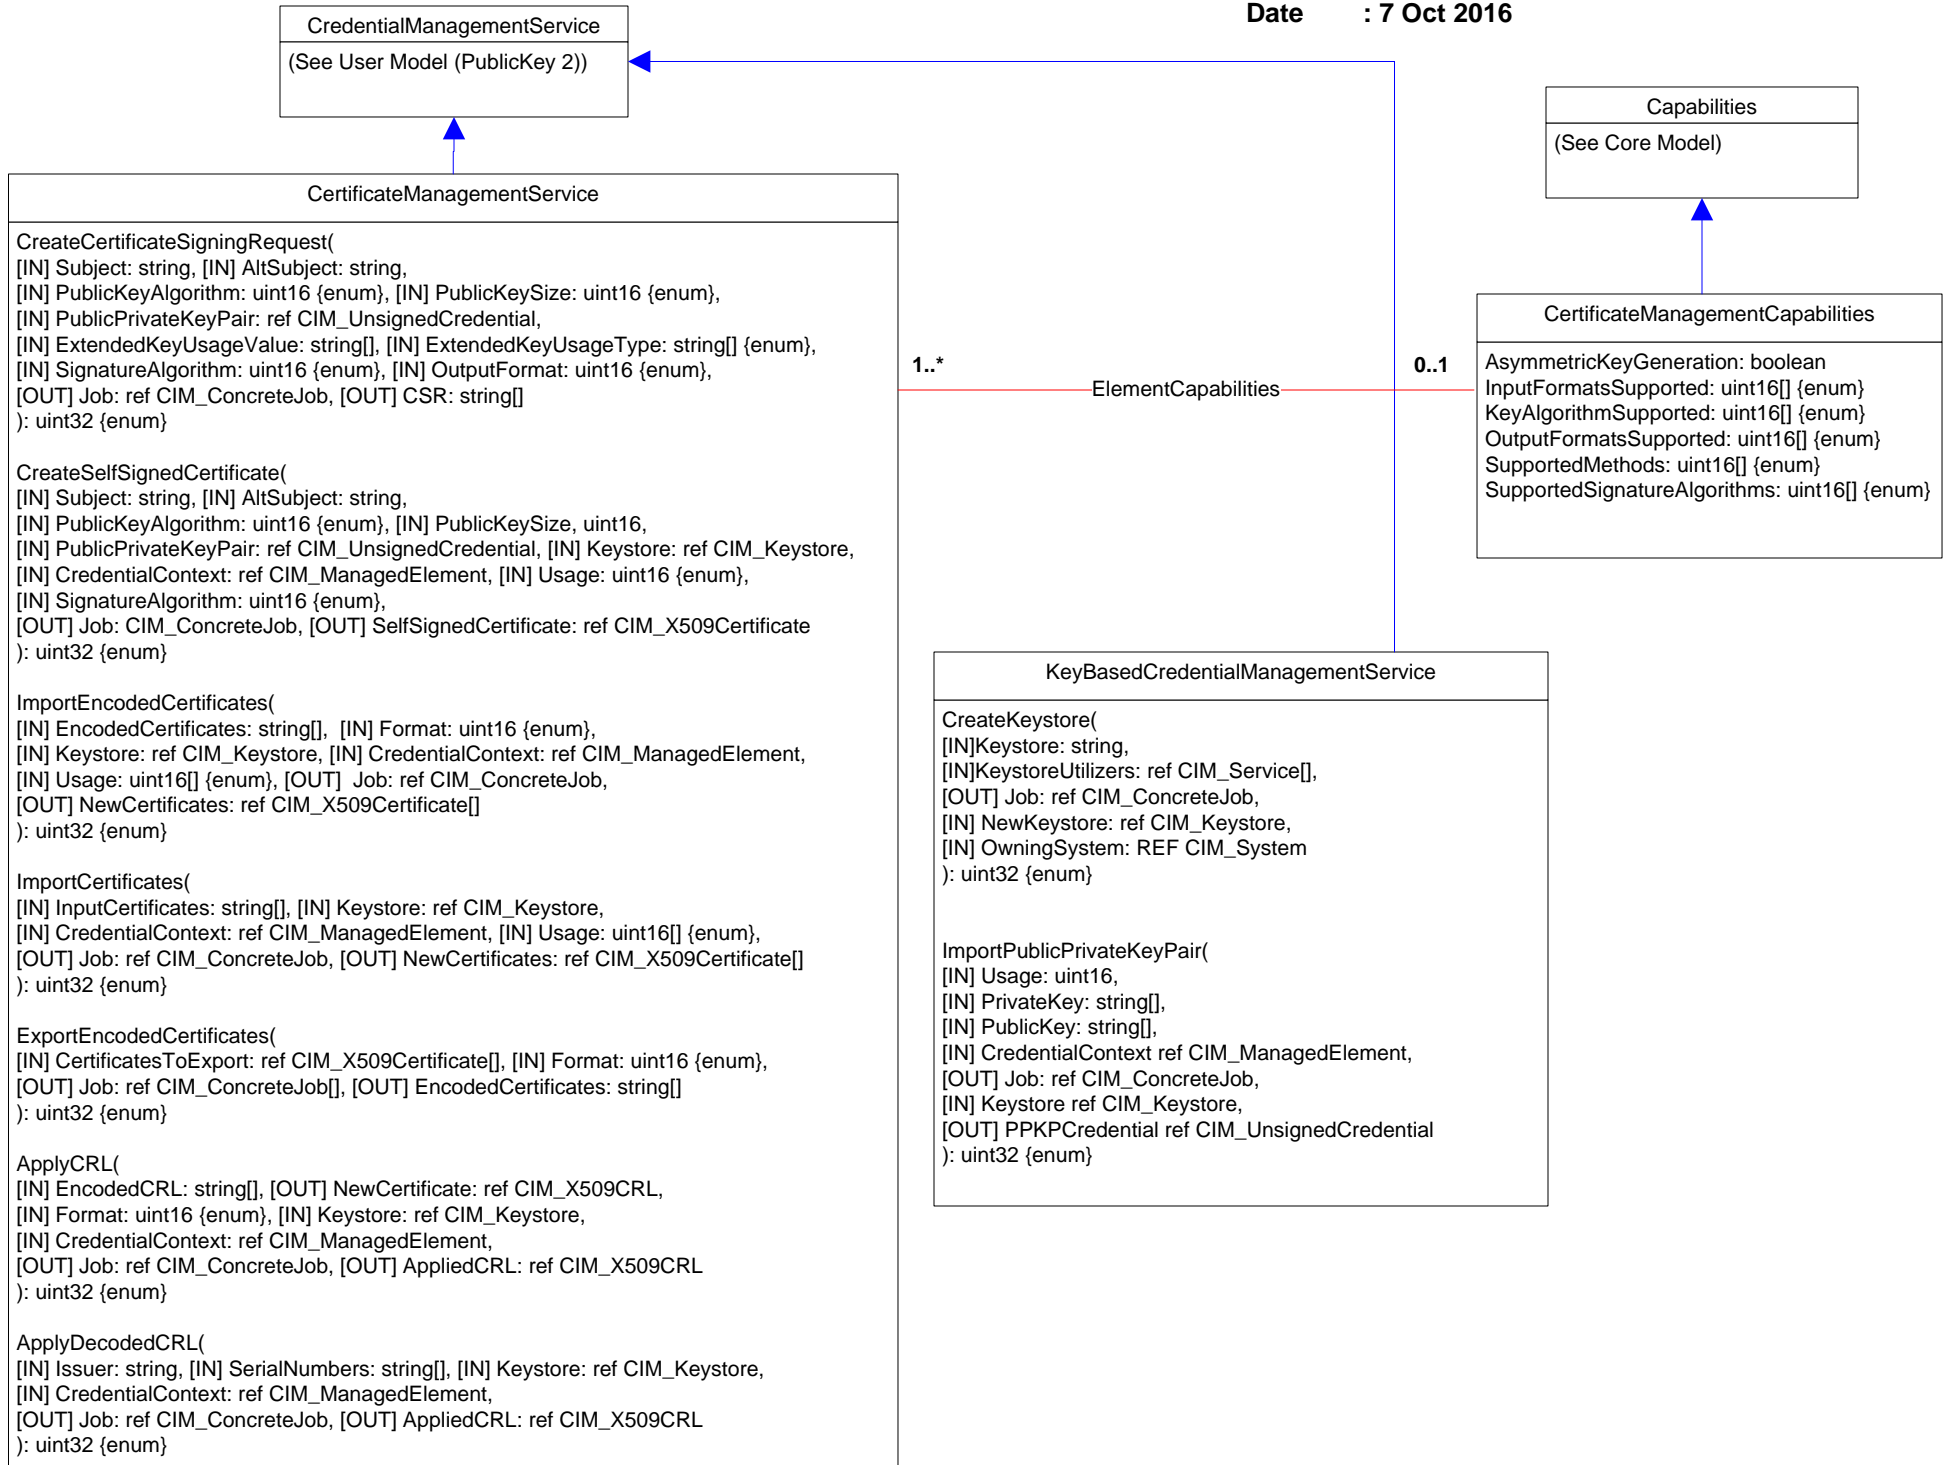 Date : 7 Oct 2016
CredentialManagementService
(See User Model (PublicKey 2))
Capabilities
(See Core Model)
CertificateManagementService
CreateCertificateSigningRequest(
[IN] Subject: string, [IN] AltSubject: string,
[IN] PublicKeyAlgorithm: uint16 {enum}, [IN] PublicKeySize: uint16 {enum},
[IN] PublicPrivateKeyPair: ref CIM_UnsignedCredential,
[IN] ExtendedKeyUsageValue: string[], [IN] ExtendedKeyUsageType: string[] {enum},
[IN] SignatureAlgorithm: uint16 {enum}, [IN] OutputFormat: uint16 {enum},
[OUT] Job: ref CIM_ConcreteJob, [OUT] CSR: string[]
): uint32 {enum}
CreateSelfSignedCertificate(
[IN] Subject: string, [IN] AltSubject: string,
[IN] PublicKeyAlgorithm: uint16 {enum}, [IN] PublicKeySize, uint16,
[IN] PublicPrivateKeyPair: ref CIM_UnsignedCredential, [IN] Keystore: ref CIM_Keystore,
[IN] CredentialContext: ref CIM_ManagedElement, [IN] Usage: uint16 {enum},
[IN] SignatureAlgorithm: uint16 {enum},
[OUT] Job: CIM_ConcreteJob, [OUT] SelfSignedCertificate: ref CIM_X509Certificate
): uint32 {enum}
ImportEncodedCertificates(
[IN] EncodedCertificates: string[], [IN] Format: uint16 {enum},
[IN] Keystore: ref CIM_Keystore, [IN] CredentialContext: ref CIM_ManagedElement,
[IN] Usage: uint16[] {enum}, [OUT] Job: ref CIM_ConcreteJob,
[OUT] NewCertificates: ref CIM_X509Certificate[]
): uint32 {enum}
ImportCertificates(
[IN] InputCertificates: string[], [IN] Keystore: ref CIM_Keystore,
[IN] CredentialContext: ref CIM_ManagedElement, [IN] Usage: uint16[] {enum},
[OUT] Job: ref CIM_ConcreteJob, [OUT] NewCertificates: ref CIM_X509Certificate[]
): uint32 {enum}
ExportEncodedCertificates(
[IN] CertificatesToExport: ref CIM_X509Certificate[], [IN] Format: uint16 {enum},
[OUT] Job: ref CIM_ConcreteJob[], [OUT] EncodedCertificates: string[]
): uint32 {enum}
ApplyCRL(
[IN] EncodedCRL: string[], [OUT] NewCertificate: ref CIM_X509CRL,
[IN] Format: uint16 {enum}, [IN] Keystore: ref CIM_Keystore,
[IN] CredentialContext: ref CIM_ManagedElement,
[OUT] Job: ref CIM_ConcreteJob, [OUT] AppliedCRL: ref CIM_X509CRL
): uint32 {enum}
ApplyDecodedCRL(
[IN] Issuer: string, [IN] SerialNumbers: string[], [IN] Keystore: ref CIM_Keystore,
[IN] CredentialContext: ref CIM_ManagedElement,
[OUT] Job: ref CIM_ConcreteJob, [OUT] AppliedCRL: ref CIM_X509CRL
): uint32 {enum}
1..*
ElementCapabilities
0..1
CertificateManagementCapabilities
AsymmetricKeyGeneration: boolean
InputFormatsSupported: uint16[] {enum}
KeyAlgorithmSupported: uint16[] {enum}
OutputFormatsSupported: uint16[] {enum}
SupportedMethods: uint16[] {enum}
SupportedSignatureAlgorithms: uint16[] {enum}
KeyBasedCredentialManagementService
CreateKeystore(
[IN]Keystore: string,
[IN]KeystoreUtilizers: ref CIM_Service[],
[OUT] Job: ref CIM_ConcreteJob,
[IN] NewKeystore: ref CIM_Keystore,
[IN] OwningSystem: REF CIM_System
): uint32 {enum}
ImportPublicPrivateKeyPair(
[IN] Usage: uint16,
[IN] PrivateKey: string[],
[IN] PublicKey: string[],
[IN] CredentialContext ref CIM_ManagedElement,
[OUT] Job: ref CIM_ConcreteJob,
[IN] Keystore ref CIM_Keystore,
[OUT] PPKPCredential ref CIM_UnsignedCredential
): uint32 {enum}